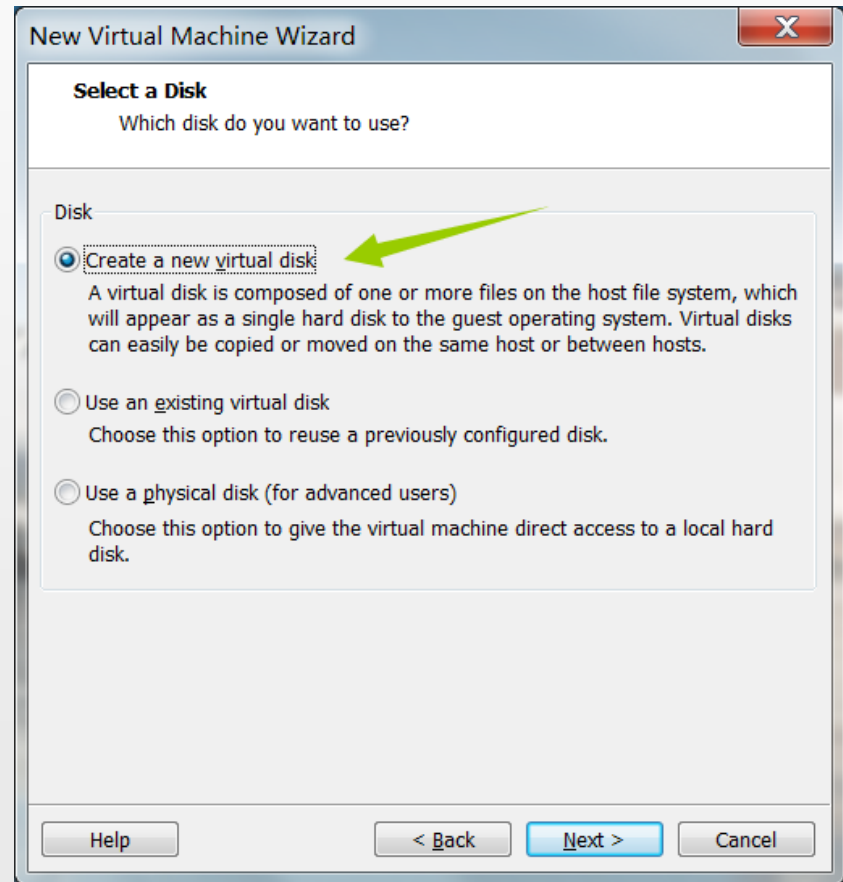 New Virtual Machine Wizard
X
Select a Disk
Which disk do you want to use?
Disk
Create a new virtual disk
A virtual disk is composed of one or more files on the host file system, which
will appear as a single hard disk to the guest operating system. Virtual disks
can easily be copied or moved on the same host or between hosts.
Use an existing virtual disk
Choose this option to reuse a previously configured disk.
Use a physical disk (for advanced users)
Choose this option to give the virtual machine direct access to a local hard
disk.
Help
< Back
Next >
Cancel